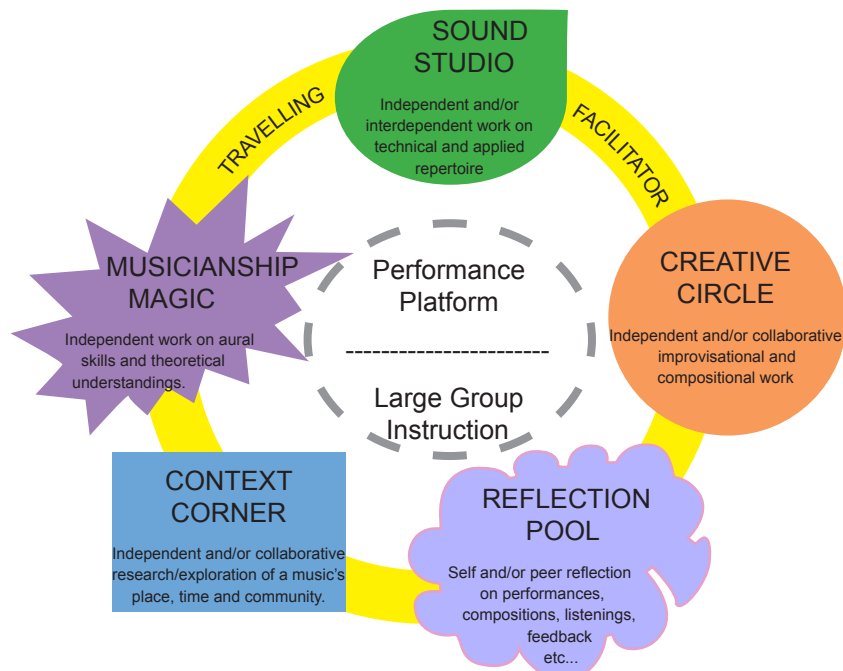 SOUND
STUDIO
Independent and/or
interdependent work on
technical and applied
repertoire
TRAVELLING
FACILITATOR
MUSICIANSHIP
MAGIC
Independent work on aural
skills and theoretical
understandings.
Performance
Platform
-----------------------
Large Group
Instruction
CREATIVE
CIRCLE
Independent and/or collaborative
improvisational and
compositional work
CONTEXT
CORNER
Independent and/or collaborative
research/exploration of a music's
place, time and community.
REFLECTION
POOL
Self and/or peer reflection
on performances,
compositions, listenings,
feedback
etc...